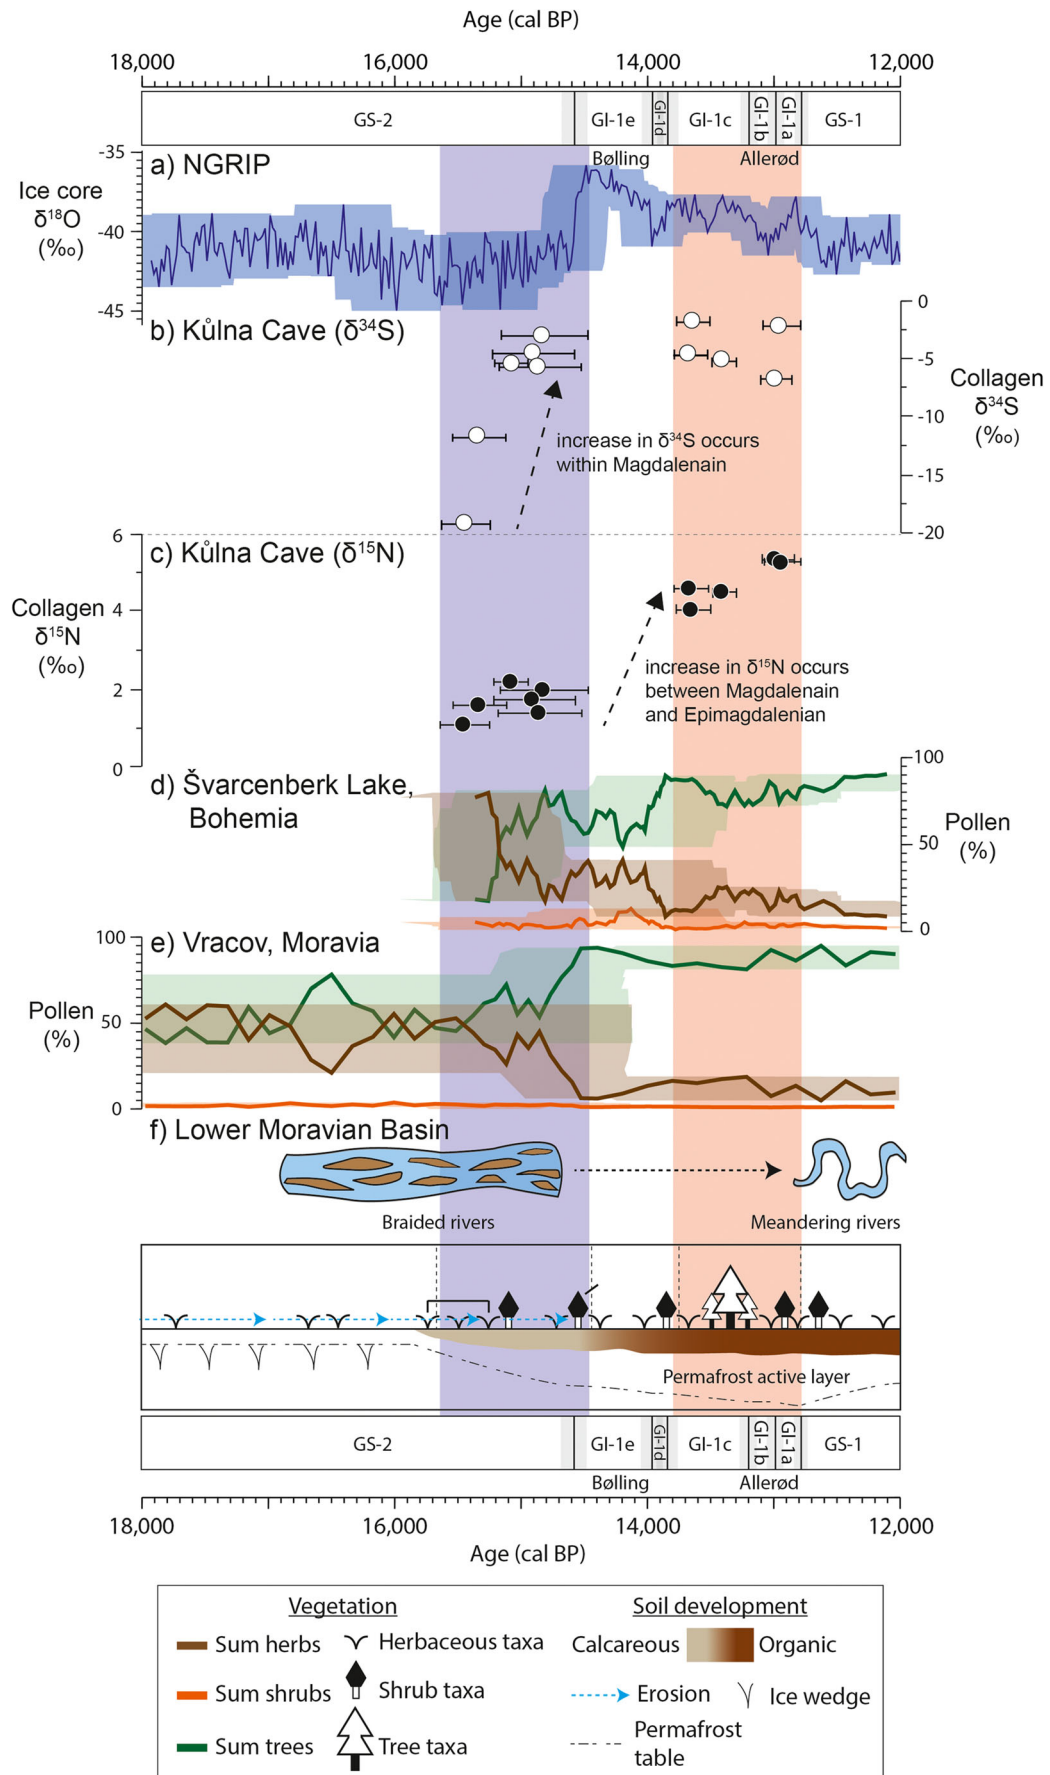 Age (cal BP)
18,000 16,000 14,000 12,000
GS-2 GI-1e GI-1d GI-1c GI-1b GI-1a GS-1
Bølling Allerød
a) NGRIP
Ice core
δ¹⁸O
(‰)
-35
-40
-45
b) Kůlna Cave (δ³⁴S)
0
-5
-10
-15
-20
Collagen
δ³⁴S
(‰)
increase in δ³⁴S occurs
within Magdalenain
c) Kůlna Cave (δ¹⁵N)
6
4
2
0
Collagen
δ¹⁵N
(‰)
increase in δ¹⁵N occurs
between Magdalenain
and Epimagdalenian
d) Švarcenberk Lake,
Bohemia
100
50
0
Pollen
(%)
e) Vracov, Moravia
100
50
0
Pollen
(%)
f) Lower Moravian Basin
Braided rivers Meandering rivers
Permafrost active layer
GS-2 GI-1e GI-1d GI-1c GI-1b GI-1a GS-1
Bølling Allerød
18,000 16,000 14,000 12,000
Age (cal BP)
Vegetation
Sum herbs Herbaceous taxa
Sum shrubs Shrub taxa
Sum trees Tree taxa
Soil development
Calcareous Organic
Erosion Ice wedge
Permafrost
table